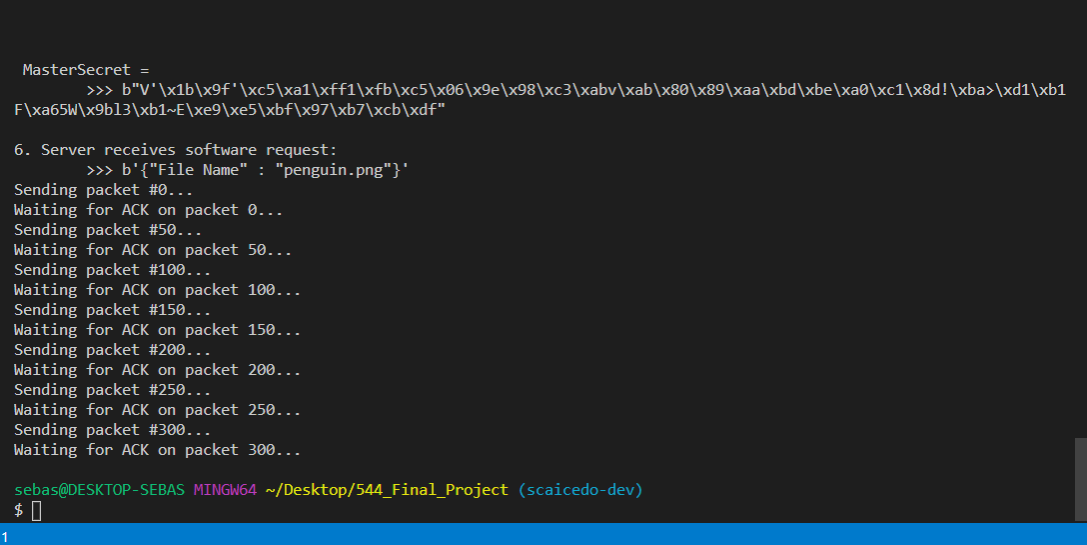 MasterSecret =
>>> b"V'\x1b\x9f'\xc5\xa1\xff1\xfb\xc5\x06\x9e\x98\xc3\xabv\xab\x80\x89\xaa\xbd\xbe\xa0\xc1\x8d!\xba>\xd1\xb1
F\xa65W\x9bl3\xb1~E\xe9\xe5\xbf\x97\xb7\xcb\xdf"
6. Server receives software request:
>>> b'{"File Name" : "penguin.png"}'
Sending packet #0...
Waiting for ACK on packet 0...
Sending packet #50...
Waiting for ACK on packet 50...
Sending packet #100...
Waiting for ACK on packet 100...
Sending packet #150...
Waiting for ACK on packet 150...
Sending packet #200...
Waiting for ACK on packet 200...
Sending packet #250...
Waiting for ACK on packet 250...
Sending packet #300...
Waiting for ACK on packet 300...
sebas@DESKTOP-SEBAS MINGW64 ~/Desktop/544_Final_Project (scaicedo-dev)
$
1